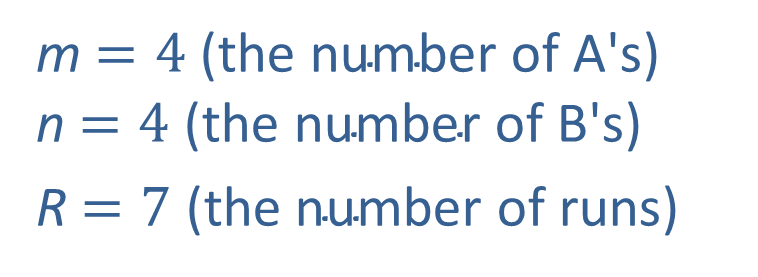 m = 4 (the number of A's)
n = 4 (the number of B's)
R = 7 (the number of runs)